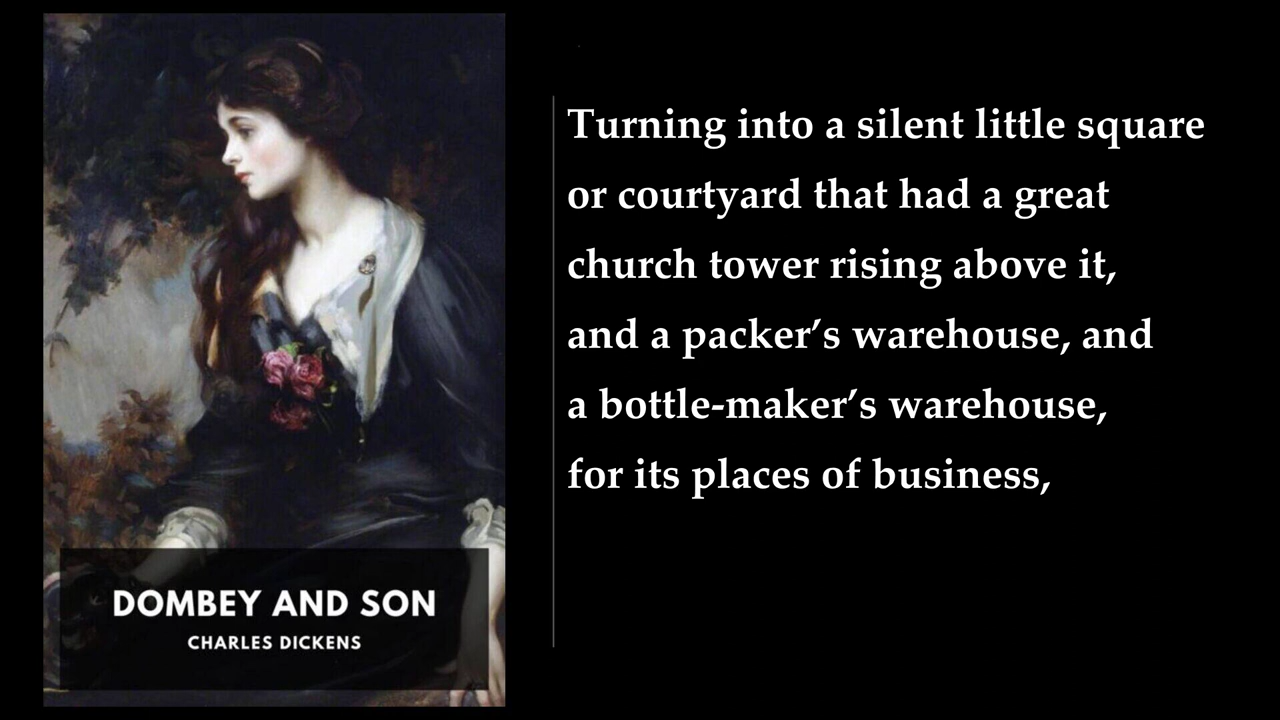 Turning into a silent little square
or courtyard that had a great
church tower rising above it,
and a packer’s warehouse, and
a bottle-maker’s warehouse,
for its places of business,
DOMBEY AND SON
CHARLES DICKENS